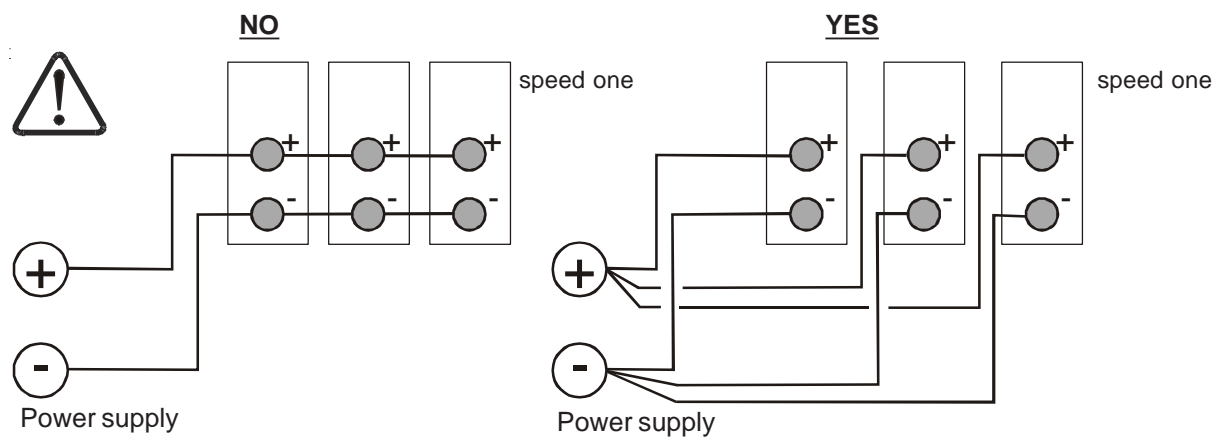 NO
YES
speed one
speed one
+
+
+
+
+
+
-
-
-
-
-
-
+
+
-
-
Power supply
Power supply